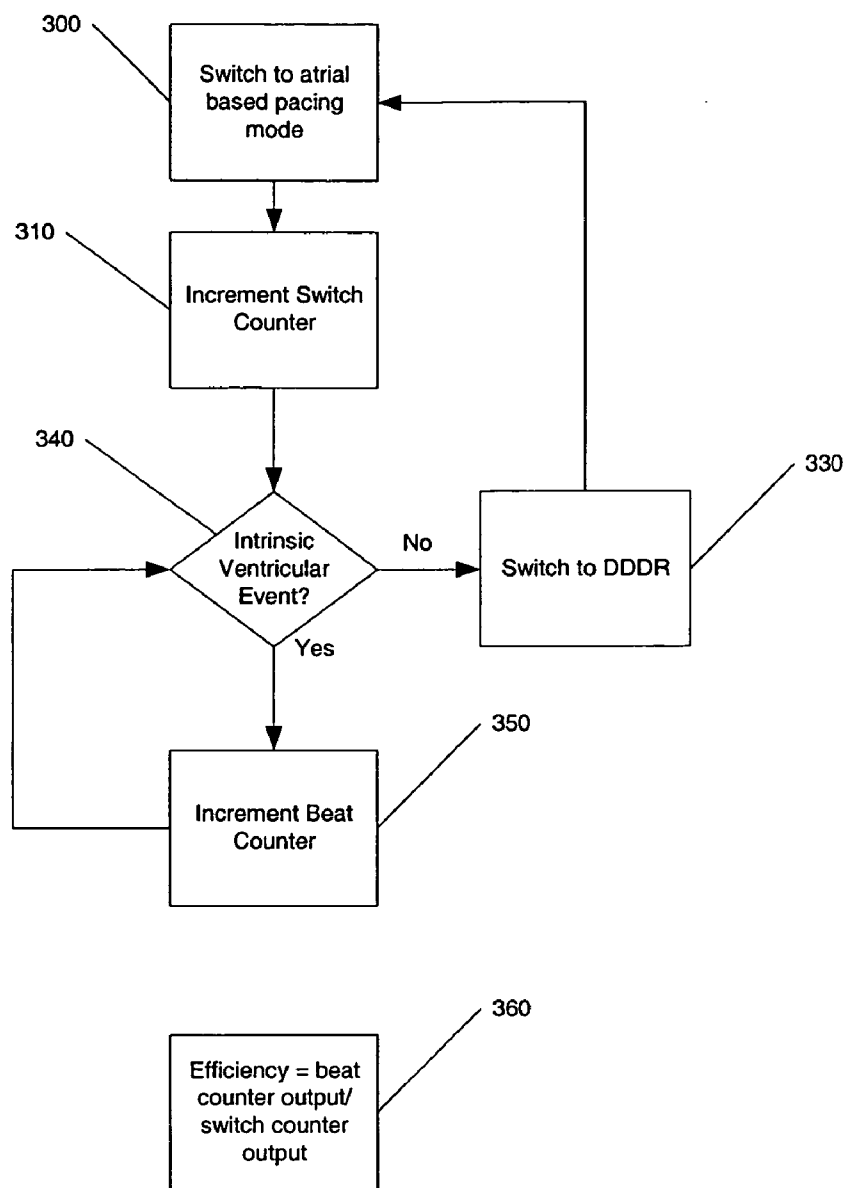 300
Switch to atrial
based pacing
mode
310
Increment Switch
Counter
340
Intrinsic
Ventricular
Event?
No
330
Switch to DDDR
Yes
350
Increment Beat
Counter
360
Efficiency = beat
counter output/
switch counter
output